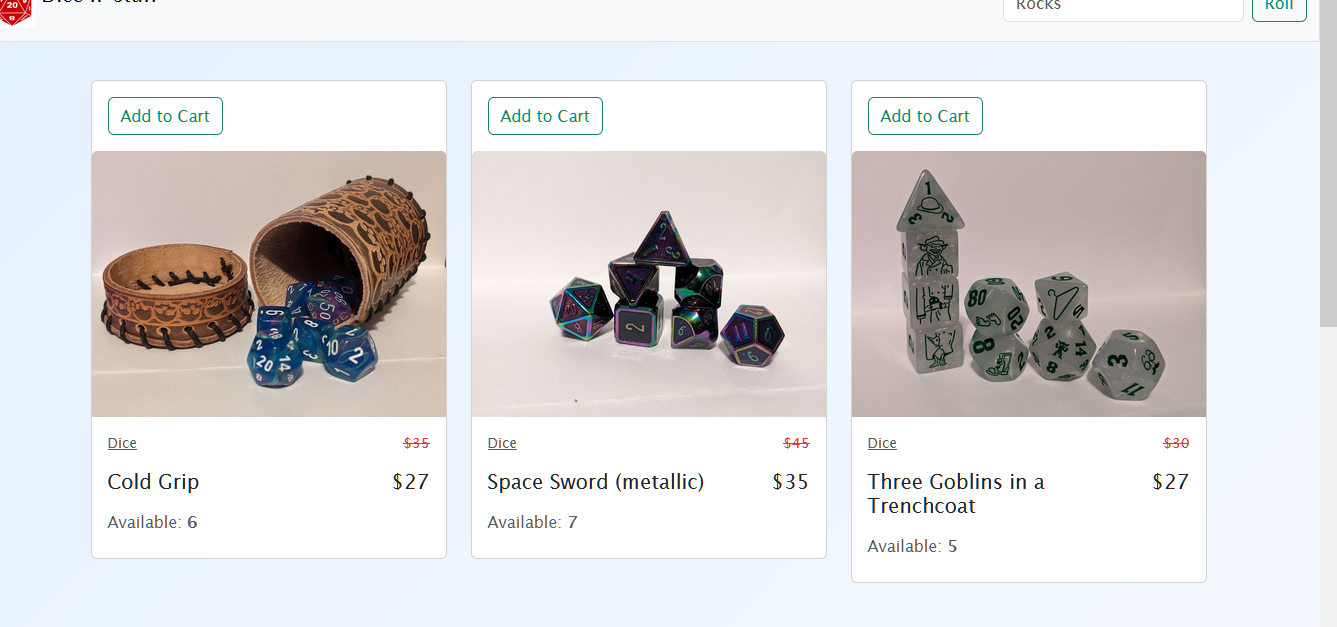 20
Rocks
Roll
Add to Cart
Add to Cart
Add to Cart
Dice
$35
Cold Grip
$27
Available: 6
Dice
$45
Space Sword (metallic)
$35
Available: 7
Dice
$30
Three Goblins in a
Trenchcoat
$27
Available: 5